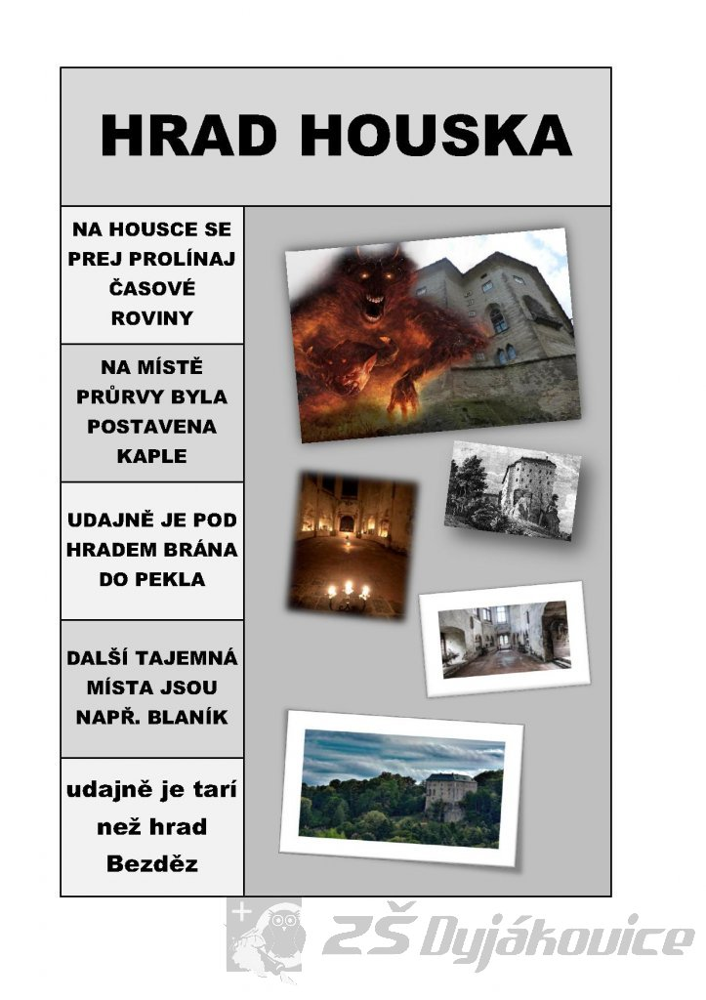 HRAD HOUSKA
NA HOUSCE SE
PREJ PROLÍNAJ
ČASOVÉ
ROVINY
NA MÍSTĚ
PRŮRVY BYLA
POSTAVENA
KAPLE
UDAJNĚ JE POD
HRADEM BRÁNA
DO PEKLA
DALŠÍ TAJEMNÁ
MÍSTA JSOU
NAPŘ. BLANÍK
udajně je tarí
než hrad
Bezděz
ZŠ Dyjákovice